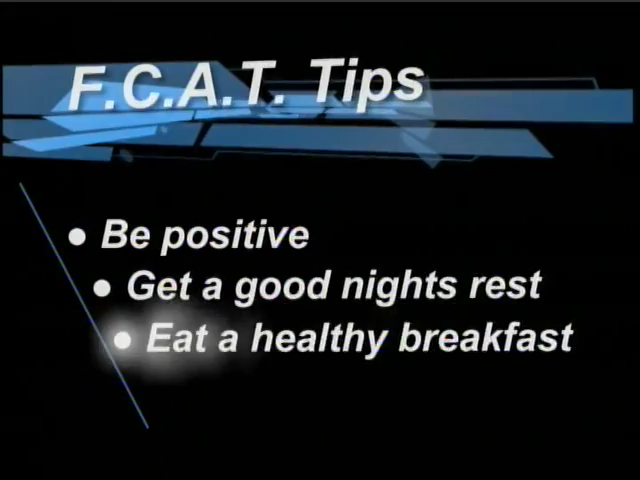 F.C.A.T. Tips
● Be positive
● Get a good nights rest
● Eat a healthy breakfast